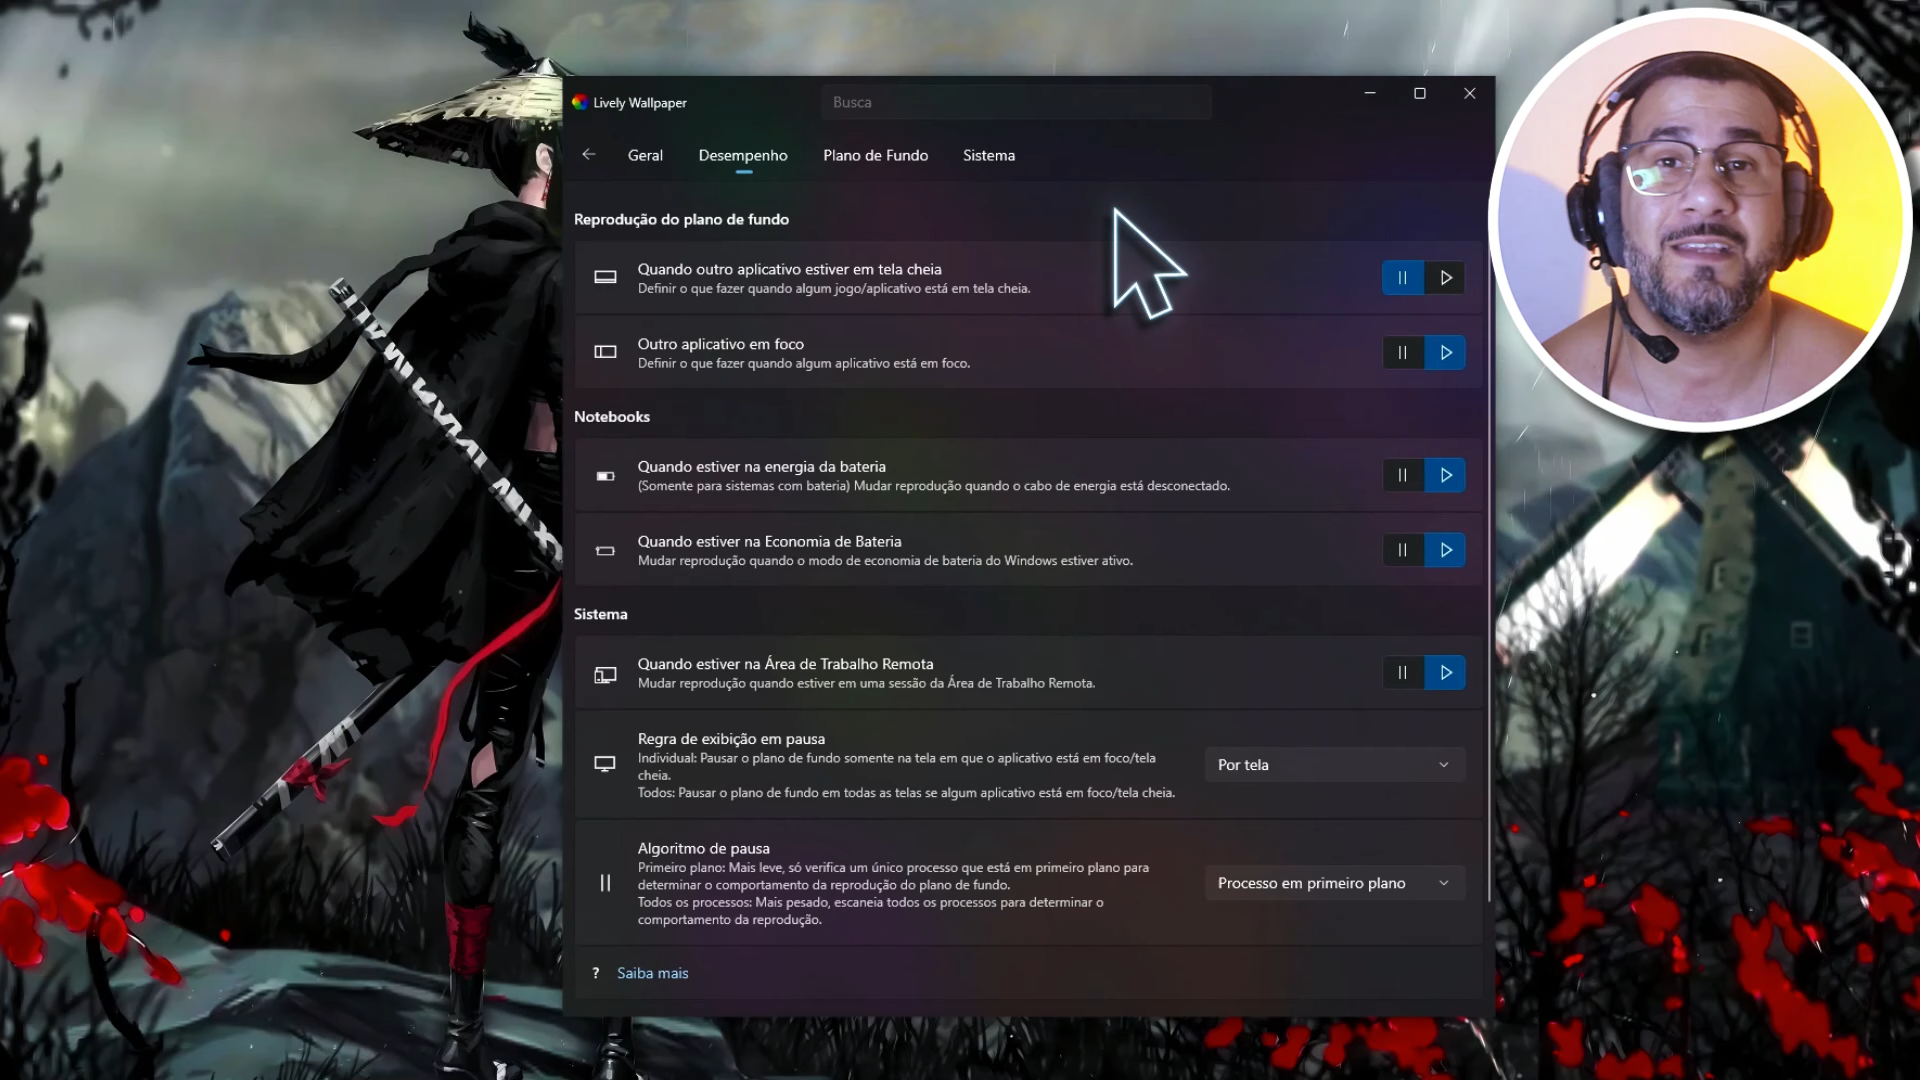 Lively Wallpaper
Busca
Geral
Desempenho
Plano de Fundo
Sistema
Reprodução do plano de fundo
Quando outro aplicativo estiver em tela cheia
Definir o que fazer quando algum jogo/aplicativo está em tela cheia.
Outro aplicativo em foco
Definir o que fazer quando algum aplicativo está em foco.
Notebooks
Quando estiver na energia da bateria
(Somente para sistemas com bateria) Mudar reprodução quando o cabo de energia está desconectado.
Quando estiver na Economia de Bateria
Mudar reprodução quando o modo de economia de bateria do Windows estiver ativo.
Sistema
Quando estiver na Área de Trabalho Remota
Mudar reprodução quando estiver em uma sessão da Área de Trabalho Remota.
Regra de exibição em pausa
Individual: Pausar o plano de fundo somente na tela em que o aplicativo está em foco/tela
cheia.
Todos: Pausar o plano de fundo em todas as telas se algum aplicativo está em foco/tela cheia.
Por tela
Algoritmo de pausa
Primeiro plano: Mais leve, só verifica um único processo que está em primeiro plano para
determinar o comportamento da reprodução do plano de fundo.
Todos os processos: Mais pesado, escaneia todos os processos para determinar o
comportamento da reprodução.
Processo em primeiro plano
? Saiba mais